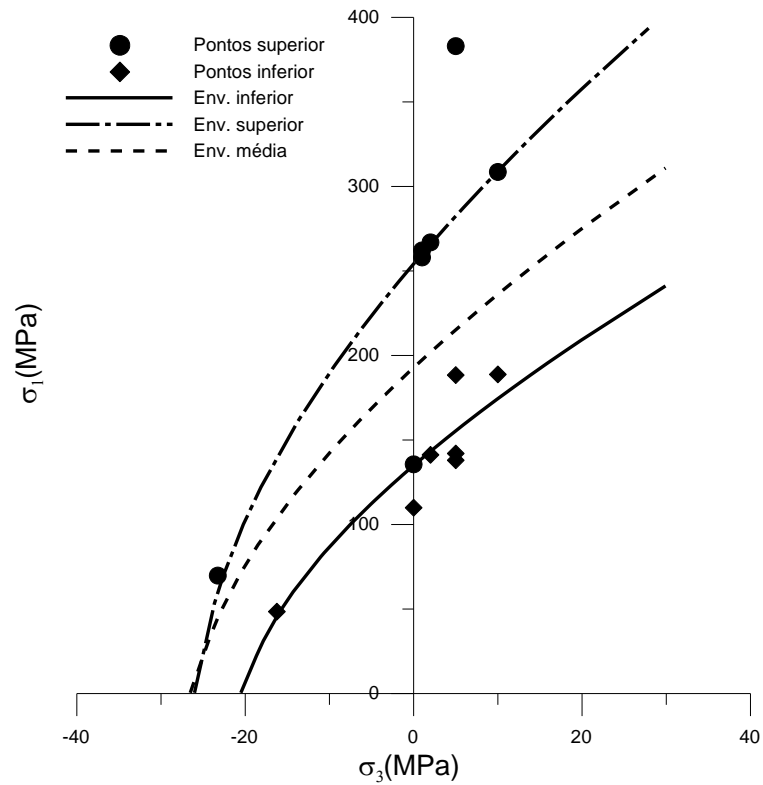 400
Pontos superior
Pontos inferior
Env. inferior
Env. superior
Env. média
300
σ1(MPa)
200
100
0
-40
-20
0
20
40
σ3(MPa)